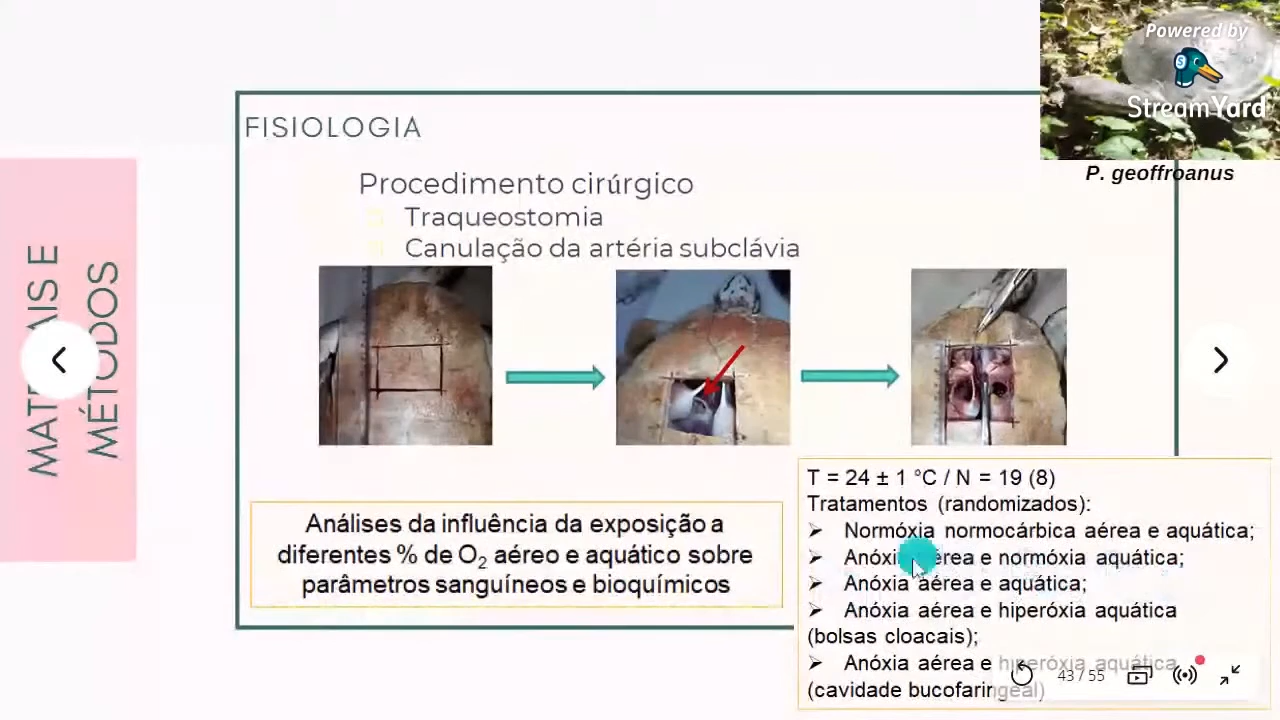 Powered by
StreamYard
P. geoffroanus
FISIOLOGIA
MATERIAIS E
MÉTODOS
Procedimento cirúrgico
Traqueostomia
Canulação da artéria subclávia
Análises da influência da exposição a
diferentes % de O₂ aéreo e aquático sobre
parâmetros sanguíneos e bioquímicos
T = 24 ± 1 °C / N = 19 (8)
Tratamentos (randomizados):
➢ Normóxia normocárbica aérea e aquática;
➢ Anóxia aérea e normóxia aquática;
➢ Anóxia aérea e aquática;
➢ Anóxia aérea e hiperóxia aquática
(bolsas cloacais);
➢ Anóxia aérea e hiperóxia aquática
(cavidade bucofaringeal)
43 / 55